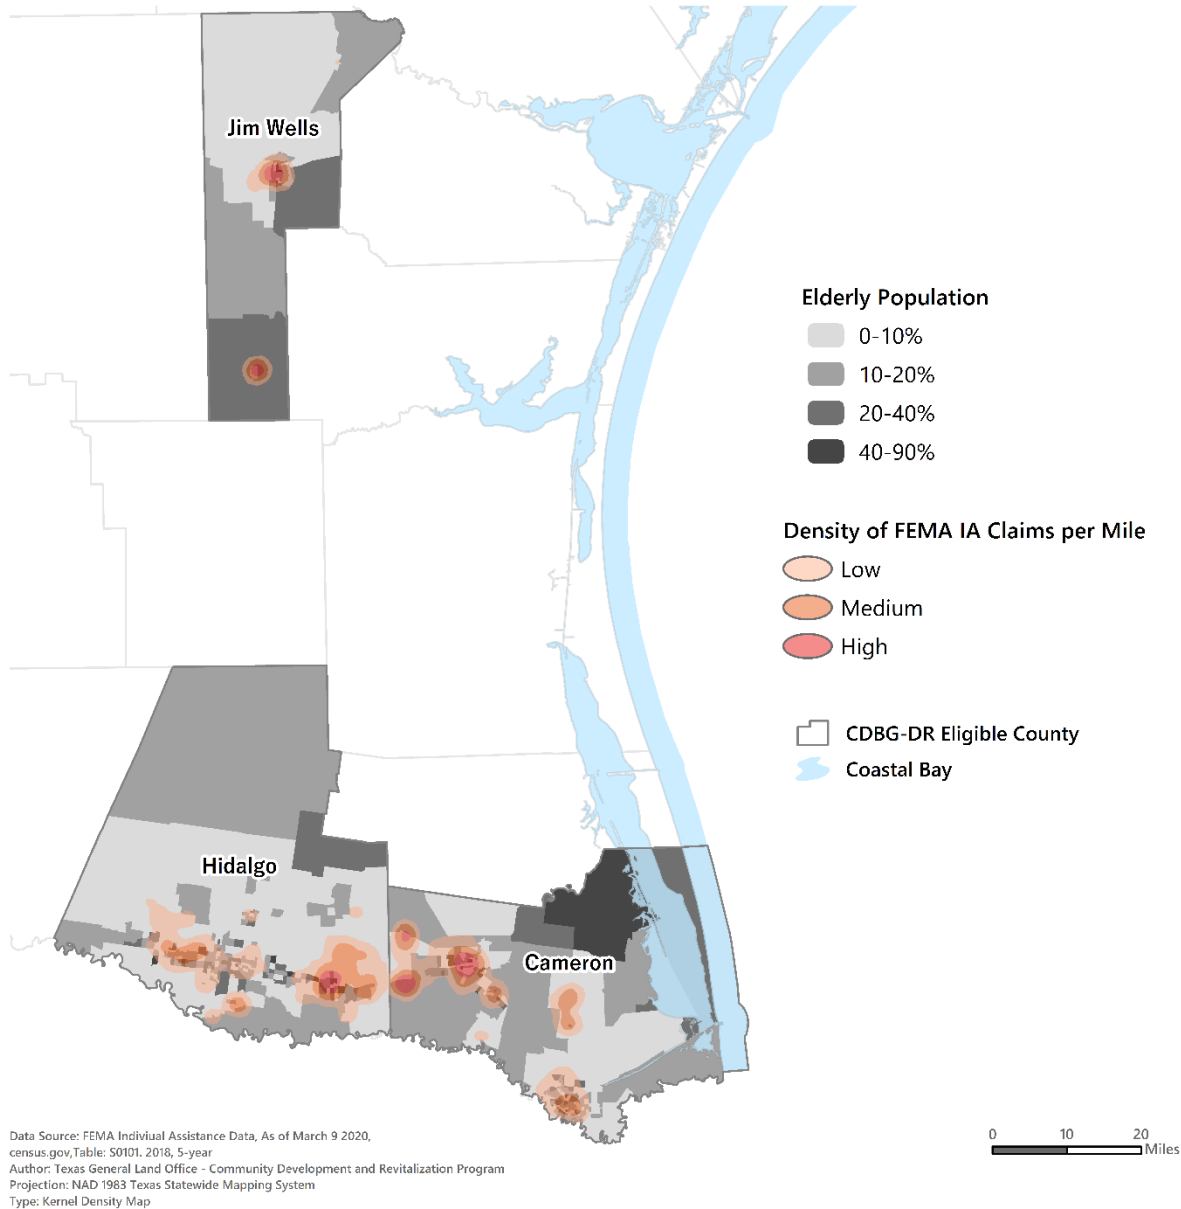 Jim Wells
Elderly Population
0-10%
10-20%
20-40%
40-90%
Density of FEMA IA Claims per Mile
Low
Medium
High
CDBG-DR Eligible County
Coastal Bay
Hidalgo
Cameron
Data Source: FEMA Indiviual Assistance Data, As of March 9 2020,
census.gov,Table: S0101. 2018, 5-year
Author: Texas General Land Office - Community Development and Revitalization Program
Projection: NAD 1983 Texas Statewide Mapping System
Type: Kernel Density Map
0 10 20
Miles